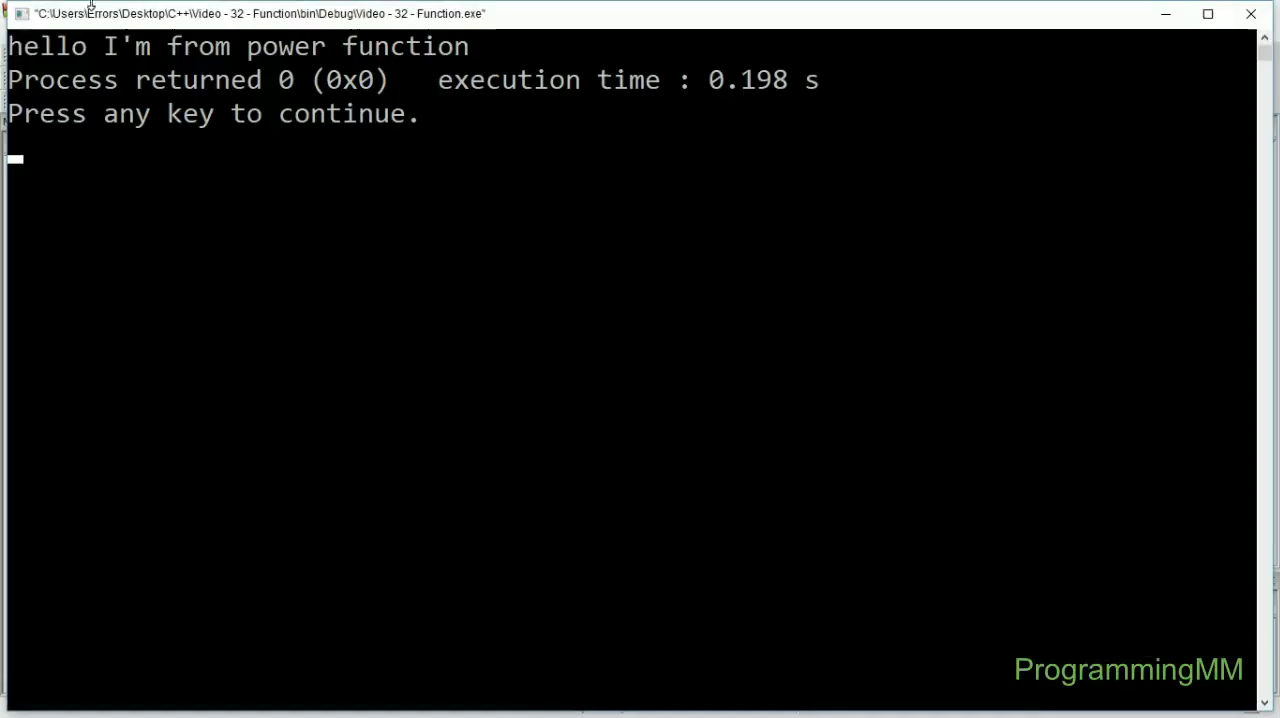 "C:\Users\Errors\Desktop\C++\Video - 32 - Function\bin\Debug\Video - 32 - Function.exe"
hello I'm from power function
Process returned 0 (0x0)   execution time : 0.198 s
Press any key to continue.
ProgrammingMM